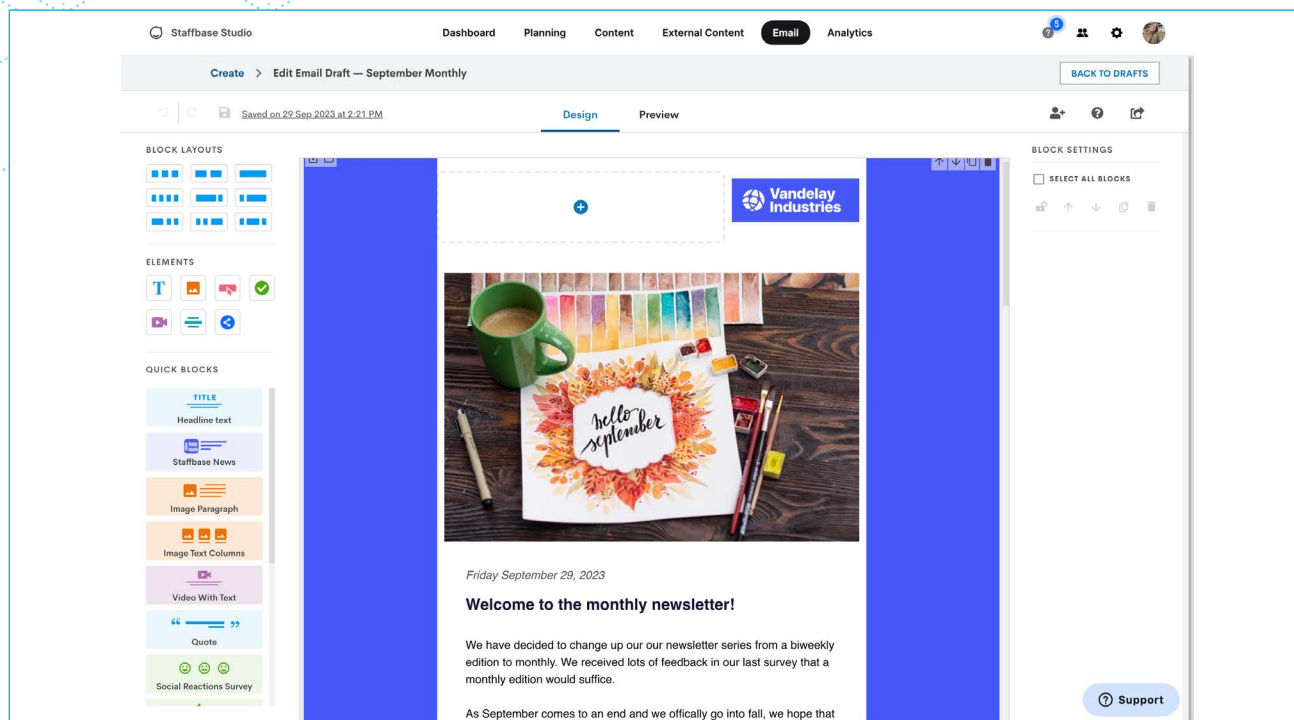 Staffbase Studio
Dashboard
Planning
Content
External Content
Email
Analytics
5
Create > Edit Email Draft — September Monthly
BACK TO DRAFTS
Saved on 29 Sep 2023 at 2:21 PM
Design
Preview
BLOCK LAYOUTS
ELEMENTS
T
QUICK BLOCKS
TITLE
Headline text
Staffbase News
Image Paragraph
Image Text Columns
Video With Text
Quote
Social Reactions Survey
Vandelay
Industries
hello
september
Friday September 29, 2023
Welcome to the monthly newsletter!
We have decided to change up our our newsletter series from a biweekly
edition to monthly. We received lots of feedback in our last survey that a
monthly edition would suffice.
As September comes to an end and we offically go into fall, we hope that
BLOCK SETTINGS
SELECT ALL BLOCKS
Support